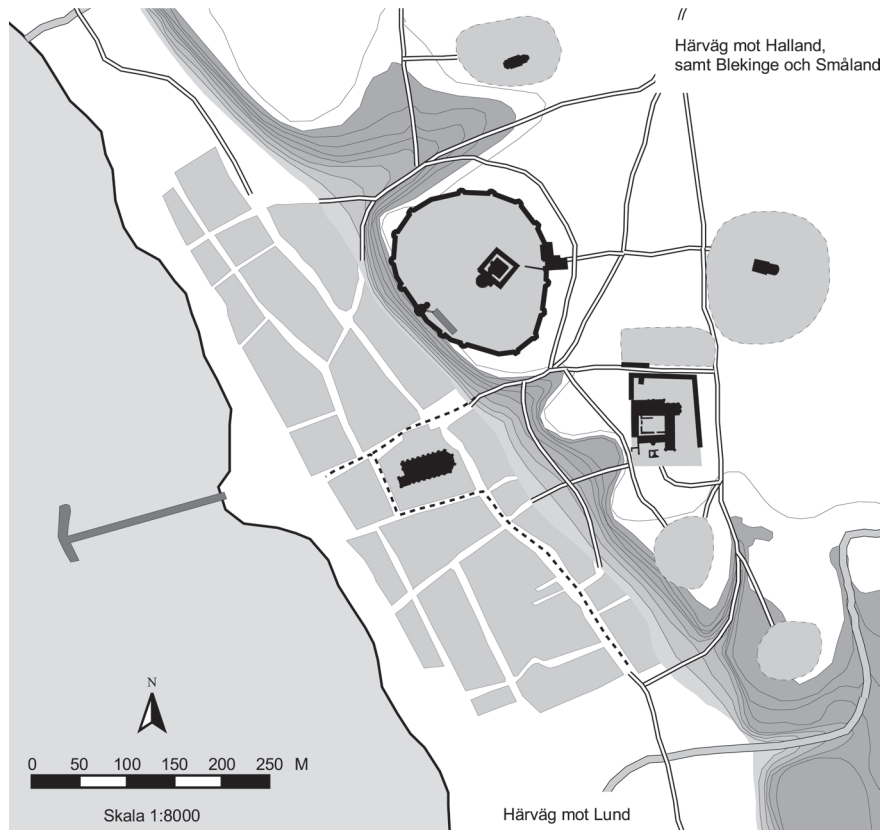 Härväg mot Halland,
samt Blekinge och Småland
N
0 50 100 150 200 250 M
Skala 1:8000
Härväg mot Lund